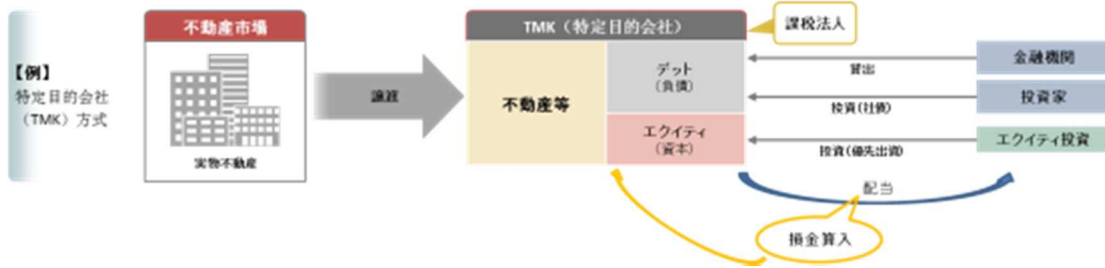 【例】
特定目的会社
（TMK）方式
不動産市場
実物不動産
譲渡
TMK（特定目的会社）
不動産等
デット
（負債）
エクイティ
（資本）
課税法人
貸出
投資（社債）
投資（優先出資）
金融機関
投資家
エクイティ投資
配当
損金算入